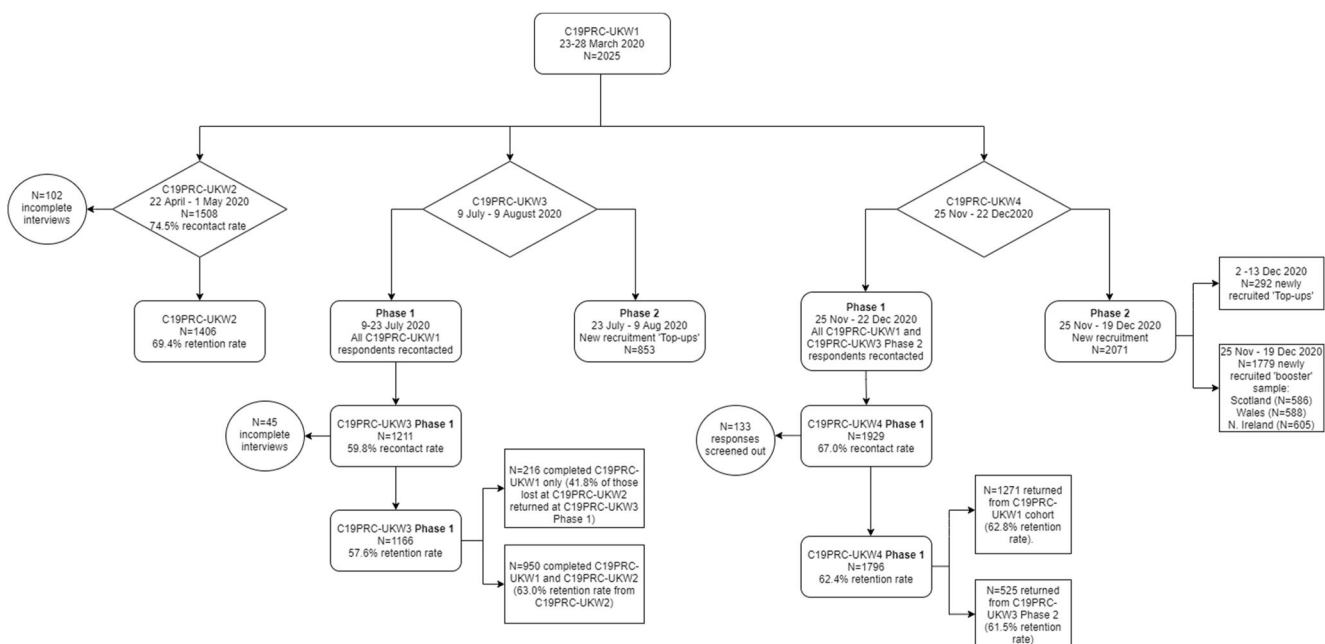 C19PRC-UKW1
23-28 March 2020
N=2025
N=102
incomplete
interviews
C19PRC-UKW2
22 April - 1 May 2020
N=1508
74.5% recontact rate
C19PRC-UKW2
N=1406
69.4% retention rate
C19PRC-UKW3
9 July - 9 August 2020
Phase 1
9-23 July 2020
All C19PRC-UKW1
respondents recontacted
Phase 2
23 July - 9 Aug 2020
New recruitment 'Top-ups'
N=853
N=45
incomplete
interviews
C19PRC-UKW3 Phase 1
N=1211
59.8% recontact rate
C19PRC-UKW3 Phase 1
N=1166
57.6% retention rate
N=216 completed C19PRC-
UKW1 only (41.8% of those
lost at C19PRC-UKW2
returned at C19PRC-UKW3
Phase 1)
N=950 completed C19PRC-
UKW1 and C19PRC-UKW2
(63.0% retention rate from
C19PRC-UKW2)
C19PRC-UKW4
25 Nov - 22 Dec2020
Phase 1
25 Nov - 22 Dec 2020
All C19PRC-UKW1 and
C19PRC-UKW3 Phase 2
respondents recontacted
Phase 2
25 Nov - 19 Dec 2020
New recruitment
N=2071
2 -13 Dec 2020
N=292 newly
recruited 'Top-ups'
25 Nov - 19 Dec 2020
N=1779 newly
recruited 'booster'
sample:
Scotland (N=586)
Wales (N=588)
N. Ireland (N=605)
N=133
responses
screened out
C19PRC-UKW4 Phase 1
N=1929
67.0% recontact rate
C19PRC-UKW4 Phase 1
N=1796
62.4% retention rate
N=1271 returned
from C19PRC-
UKW1 cohort
(62.8% retention
rate).
N=525 returned
from C19PRC-
UKW3 Phase 2
(61.5% retention
rate)